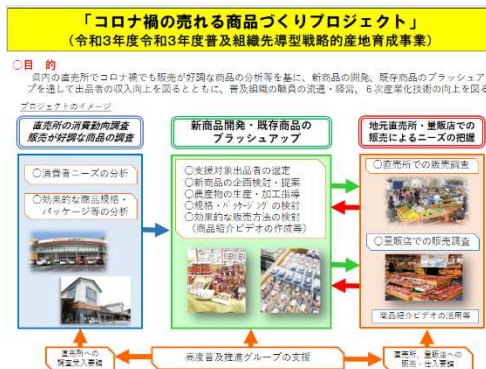 「コロナ禍の売れる商品づくりプロジェクト」
（令和3年度令和3年度普及組織先導型戦略的産地育成事業）
○目 的
県内の直売所でコロナ禍でも販売が好調な商品の分析等を基に、新商品の開発、既存商品のブラッシュア
プを通して出品者の収入向上を図るとともに、普及組織の職員の流通・経営、6次産業化技術の向上を図る
プロジェクトのイメージ
直売所の消費動向調査
販売が好調な商品の調査
○消費者ニーズの分析
○効果的な商品規格・
パッケージ等の分析
新商品開発・既存商品の
ブラッシュアップ
○支援対象出品者の選定
○新商品の企画検討・提案
○農産物の生産・加工指導
○規格・パッケージングの検討
○効果的な販売方法の検討
（商品紹介ビデオの作成等）
地元直売所・量販店での
販売によるニーズの把握
○直売所での販売調査
○量販店での販売調査
商品紹介ビデオの活用等
直売所への
調査受入要請
高度普及推進グループの支援
直売所、量販店への
販売・仕入要請